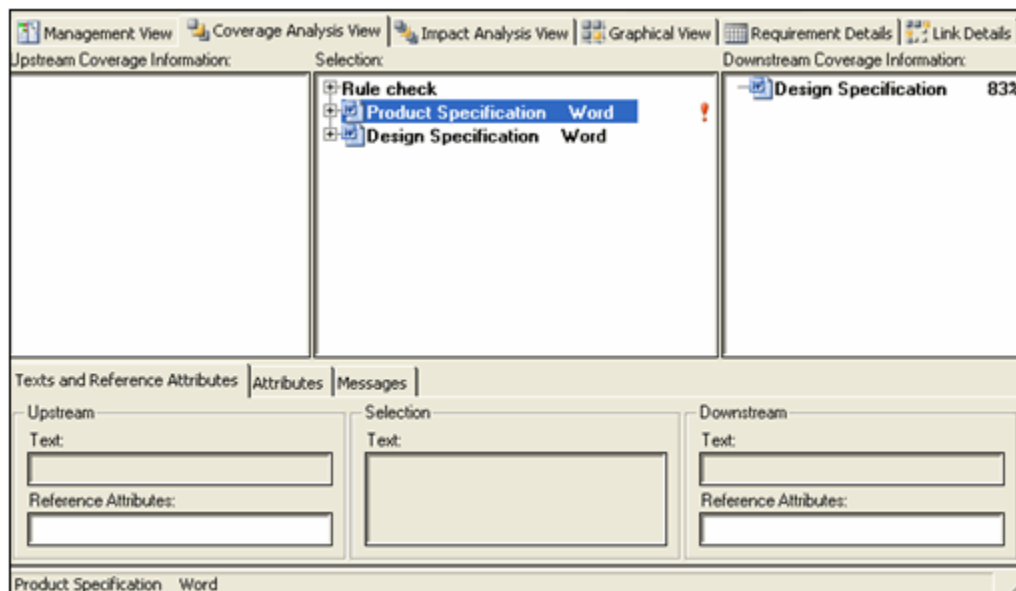 Management View Coverage Analysis View Impact Analysis View Graphical View Requirement Details Link Details
Upstream Coverage Information: Selection: Downstream Coverage Information:
Rule check Design Specification 83%
Product Specification Word !
Design Specification Word
Texts and Reference Attributes Attributes Messages
Upstream Selection Downstream
Text: Text: Text:
Reference Attributes: Reference Attributes:
Product Specification Word